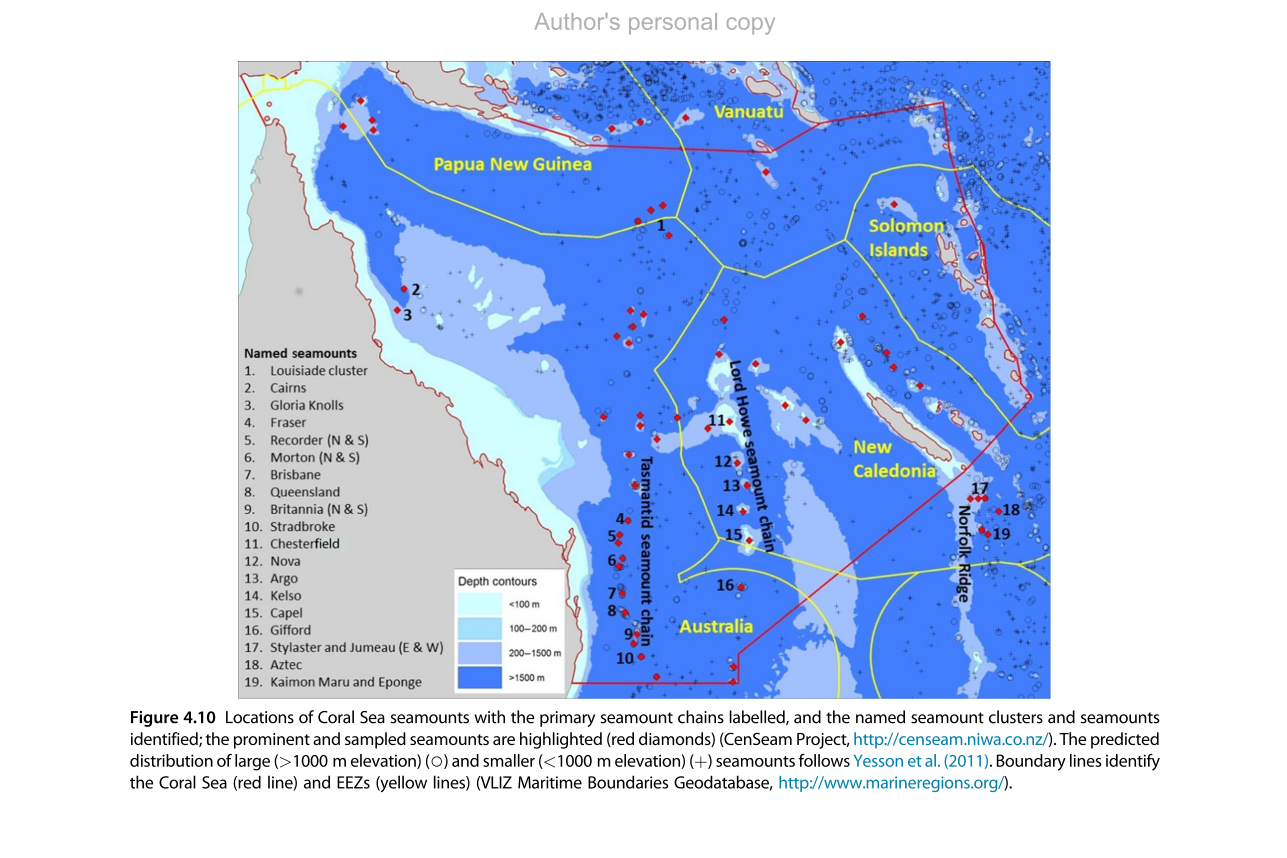 Author's personal copy
Vanuatu
Papua New Guinea
Solomon
Islands
1
2
3
Named seamounts
1. Louisiade cluster
2. Cairns
3. Gloria Knolls
4. Fraser
5. Recorder (N & S)
6. Morton (N & S)
7. Brisbane
8. Queensland
9. Britannia (N & S)
10. Stradbroke
11. Chesterfield
12. Nova
13. Argo
14. Kelso
15. Capel
16. Gifford
17. Stylaster and Jumeau (E & W)
18. Aztec
19. Kaimon Maru and Eponge
Depth contours
<100 m
100–200 m
200–1500 m
>1500 m
Tasmantid seamount chain
4
5
6
7
8
9
10
Lord Howe seamount chain
11
12
13
14
15
16
Australia
New
Caledonia
17
18
19
Norfolk Ridge
Figure 4.10 Locations of Coral Sea seamounts with the primary seamount chains labelled, and the named seamount clusters and seamounts
identified; the prominent and sampled seamounts are highlighted (red diamonds) (CenSeam Project, http://censeam.niwa.co.nz/). The predicted
distribution of large (>1000 m elevation) (○) and smaller (<1000 m elevation) (+) seamounts follows Yesson et al. (2011). Boundary lines identify
the Coral Sea (red line) and EEZs (yellow lines) (VLIZ Maritime Boundaries Geodatabase, http://www.marineregions.org/).